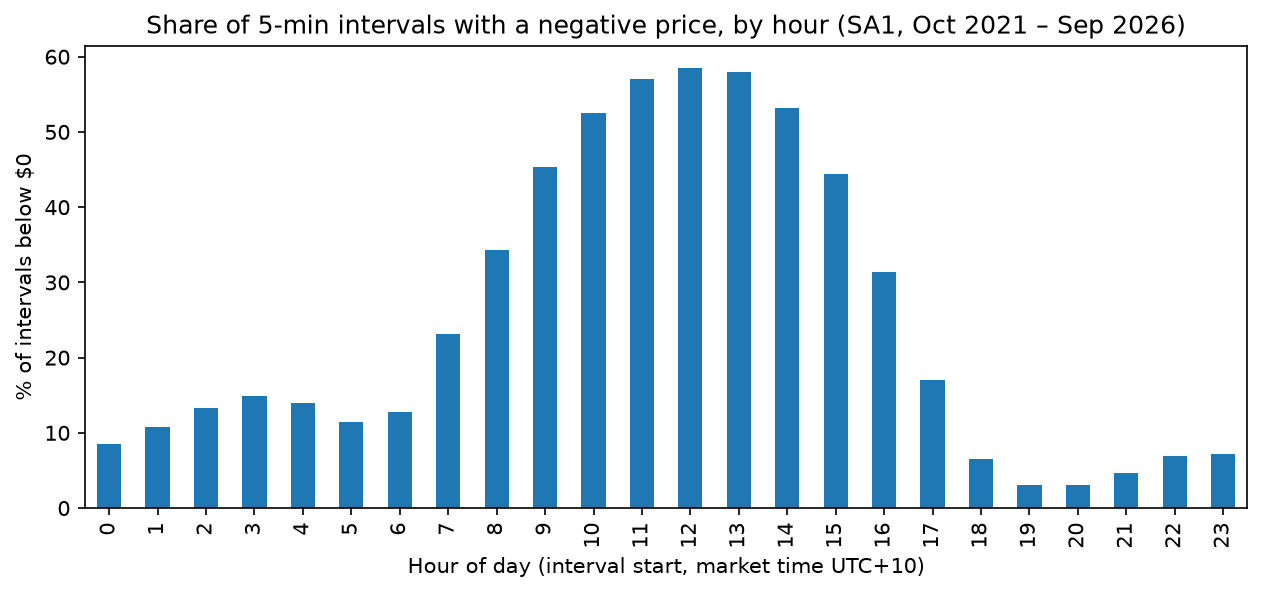 Share of 5-min intervals with a negative price, by hour (SA1, Oct 2021 – Sep 2026)
% of intervals below $0
60
50
40
30
20
10
0
0 1 2 3 4 5 6 7 8 9 10 11 12 13 14 15 16 17 18 19 20 21 22 23
Hour of day (interval start, market time UTC+10)